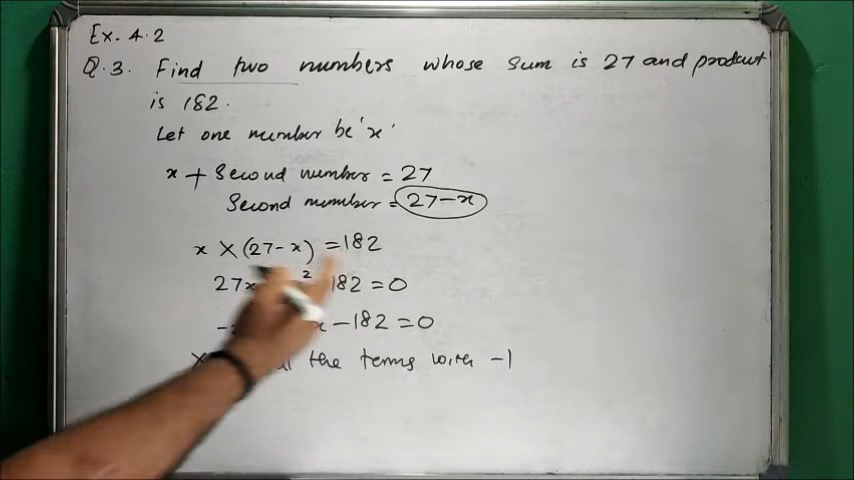 Ex. 4.2
Q.3. Find two numbers whose sum is 27 and product
is 182.
Let one number be 'x'
x + Second number = 27
Second number = 27-x
x × (27-x) = 182
27x 2 182 = 0
- x - 182 = 0
× all the terms with -1